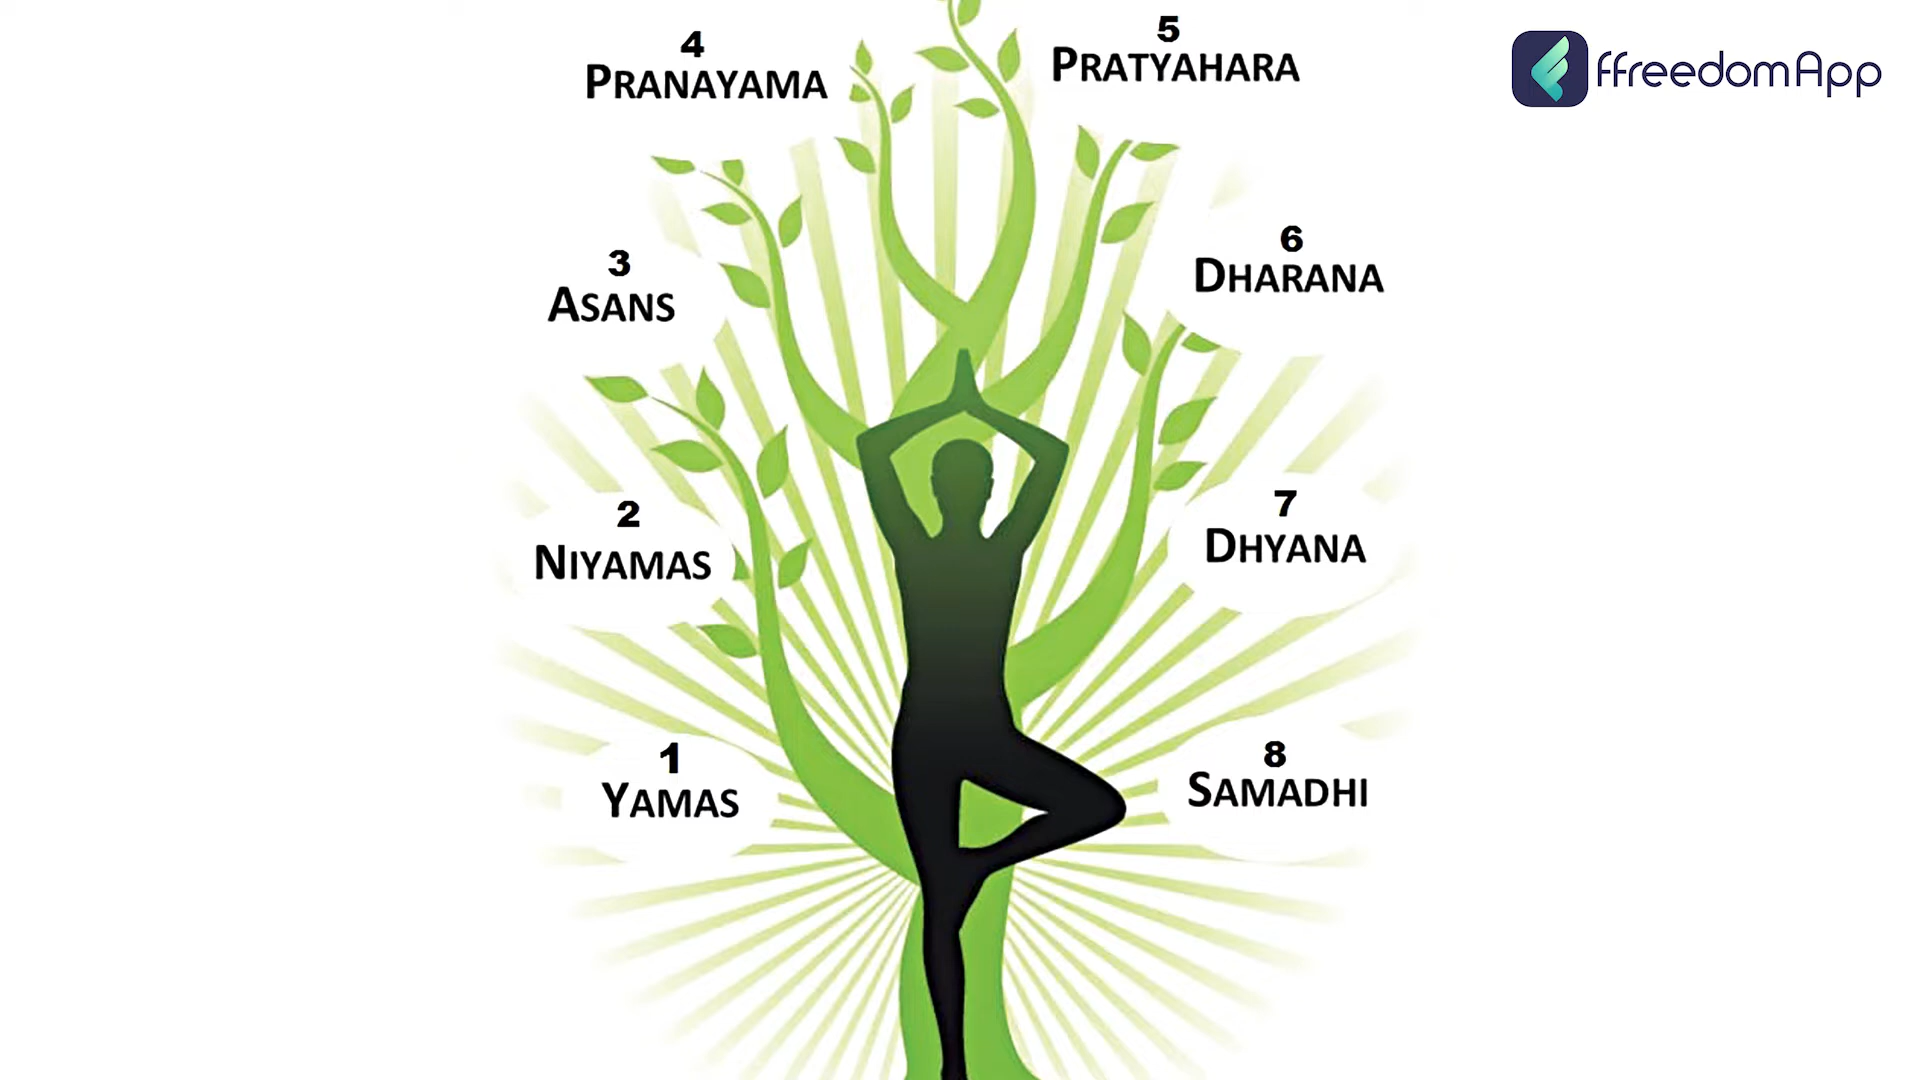 4
PRANAYAMA
5
PRATYAHARA
ffreedomApp
3
ASANS
6
DHARANA
2
NIYAMAS
7
DHYANA
1
YAMAS
8
SAMADHI